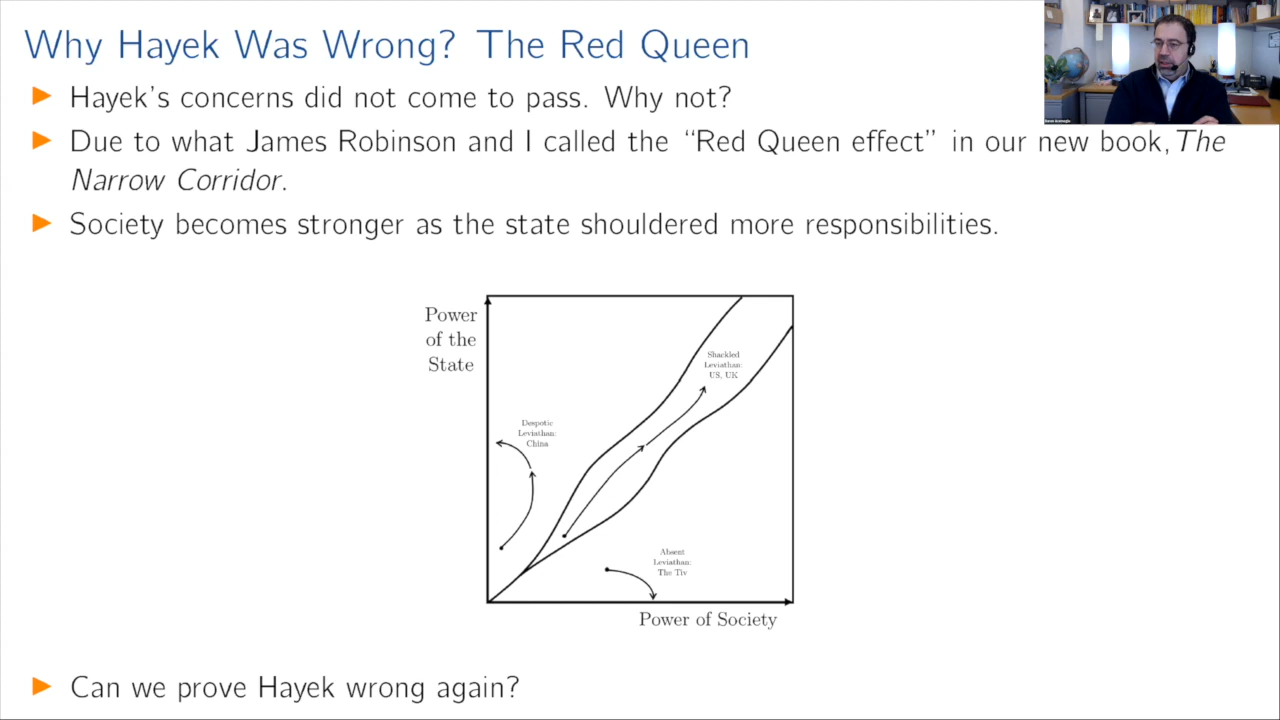 Why Hayek Was Wrong? The Red Queen
Hayek's concerns did not come to pass. Why not?
Due to what James Robinson and I called the “Red Queen effect” in our new book, The
Narrow Corridor.
Society becomes stronger as the state shouldered more responsibilities.
Power
of the
State
Shackled
Leviathan:
US, UK
Despotic
Leviathan:
China
Absent
Leviathan:
The Tiv
Power of Society
Can we prove Hayek wrong again?